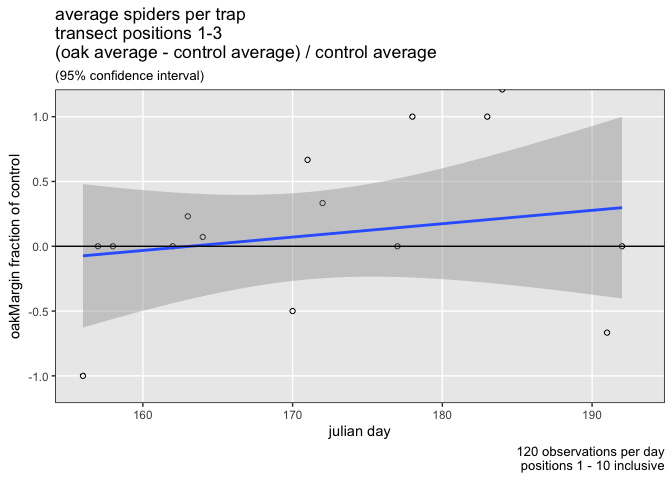 average spiders per trap
transect positions 1-3
(oak average - control average) / control average
(95% confidence interval)
1.0
0.5
0.0
-0.5
-1.0
oakMargin fraction of control
160 170 180 190
julian day
120 observations per day
positions 1 - 10 inclusive